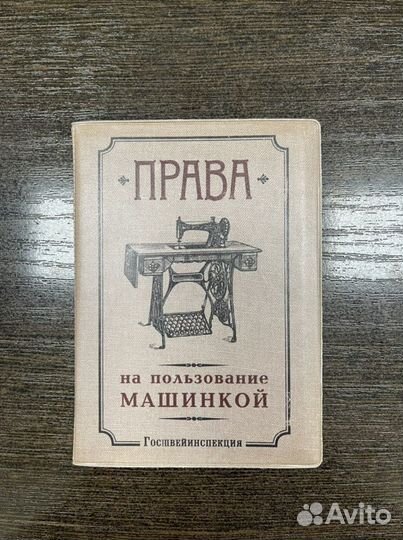 ПРАВА
на пользование
МАШИНКОЙ
Госшвейинспекция
Avito